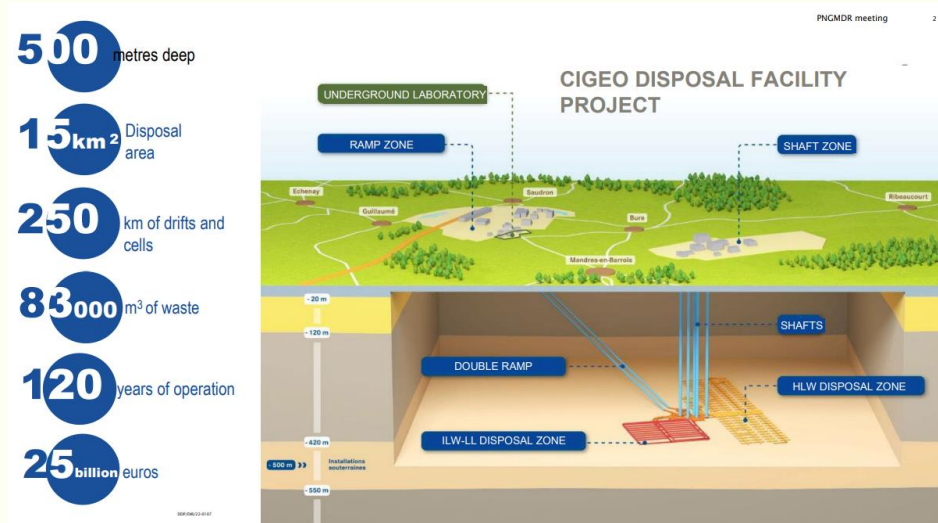 PNGMDR meeting
2
500 metres deep
15km² Disposal
area
250 km of drifts and
cells
83000 m³ of waste
120 years of operation
25 billion euros
CIGEO DISPOSAL FACILITY
PROJECT
UNDERGROUND LABORATORY
RAMP ZONE
SHAFT ZONE
Echenay
Saudron
Ribeaucourt
Guillaumé
Bure
Mandres-en-Barrois
- 20 m
- 120 m
SHAFTS
DOUBLE RAMP
HLW DISPOSAL ZONE
ILW-LL DISPOSAL ZONE
- 420 m
- 500 m
Installations
souterraines
- 550 m